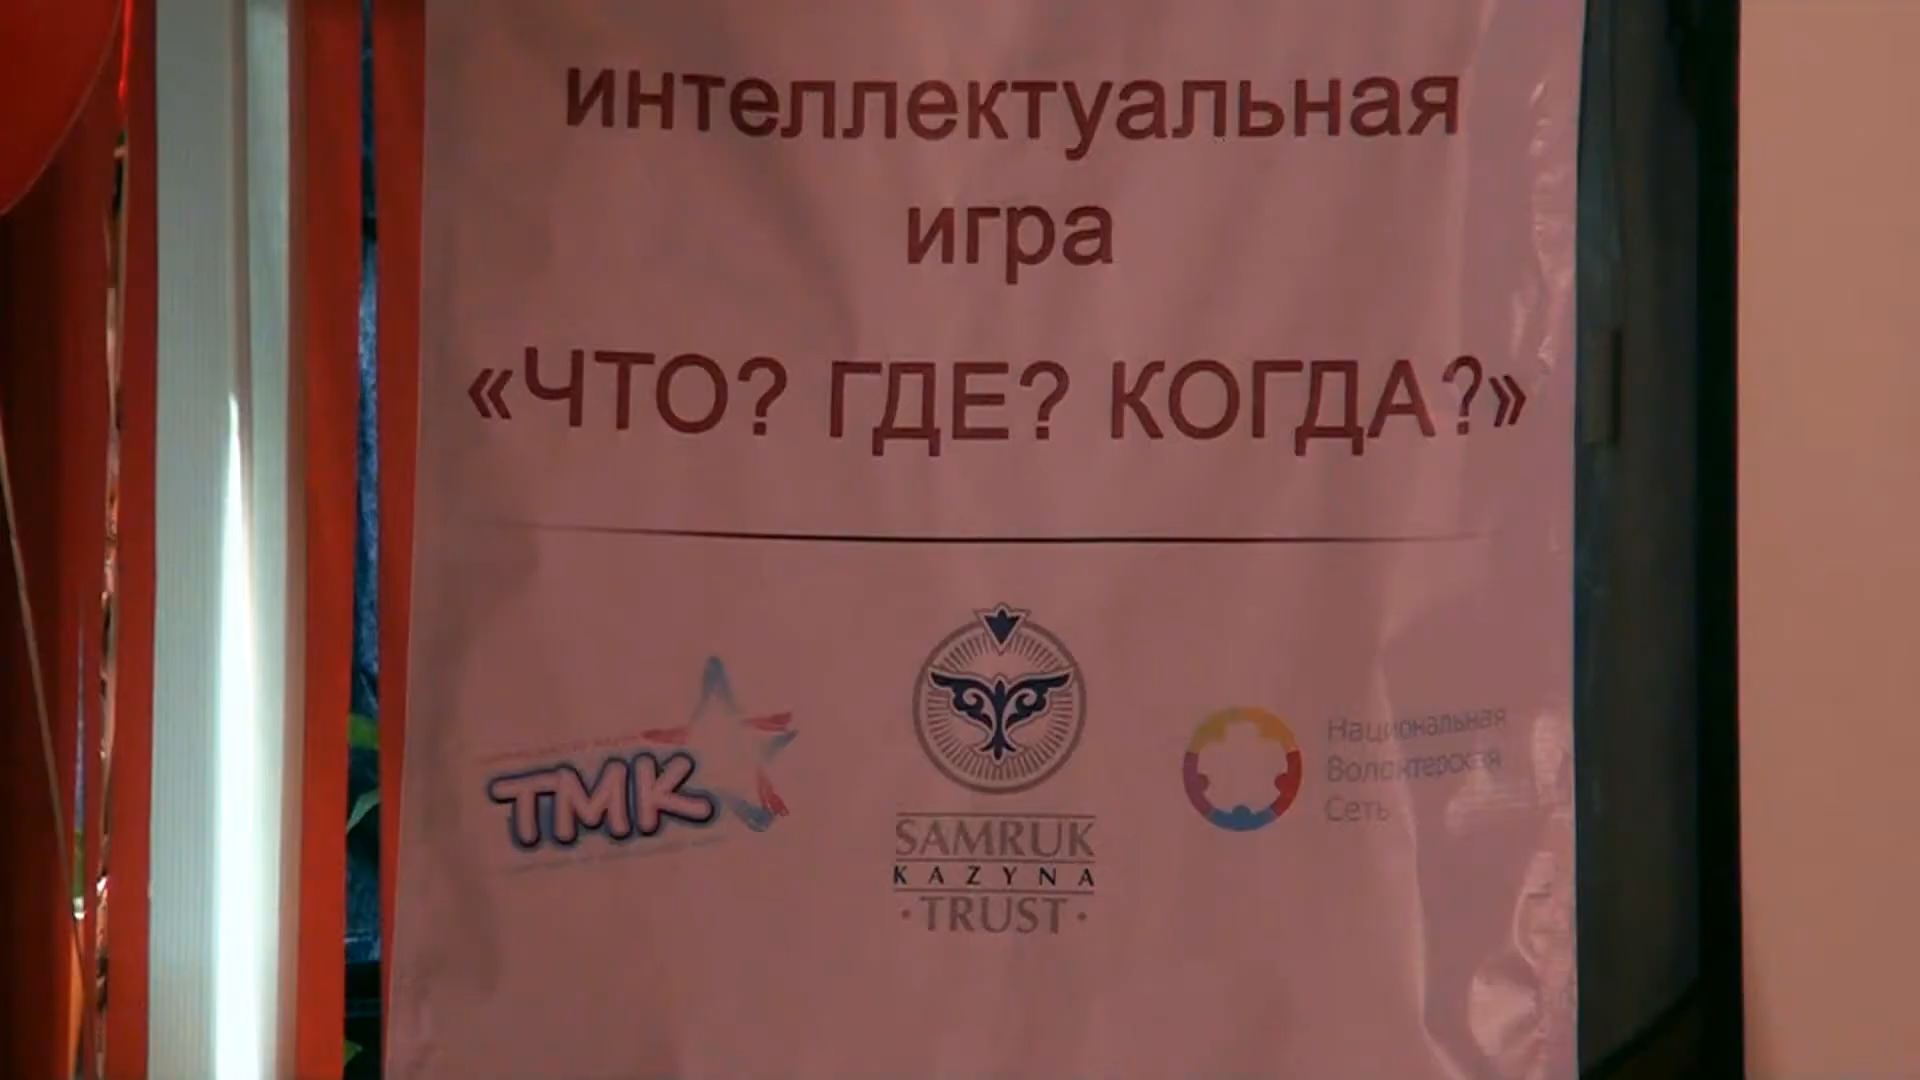 интеллектуальная
игра
«ЧТО? ГДЕ? КОГДА?»
ТМК
SAMRUK
KAZYNA
·TRUST·
Национальная
Волонтерская
Сеть